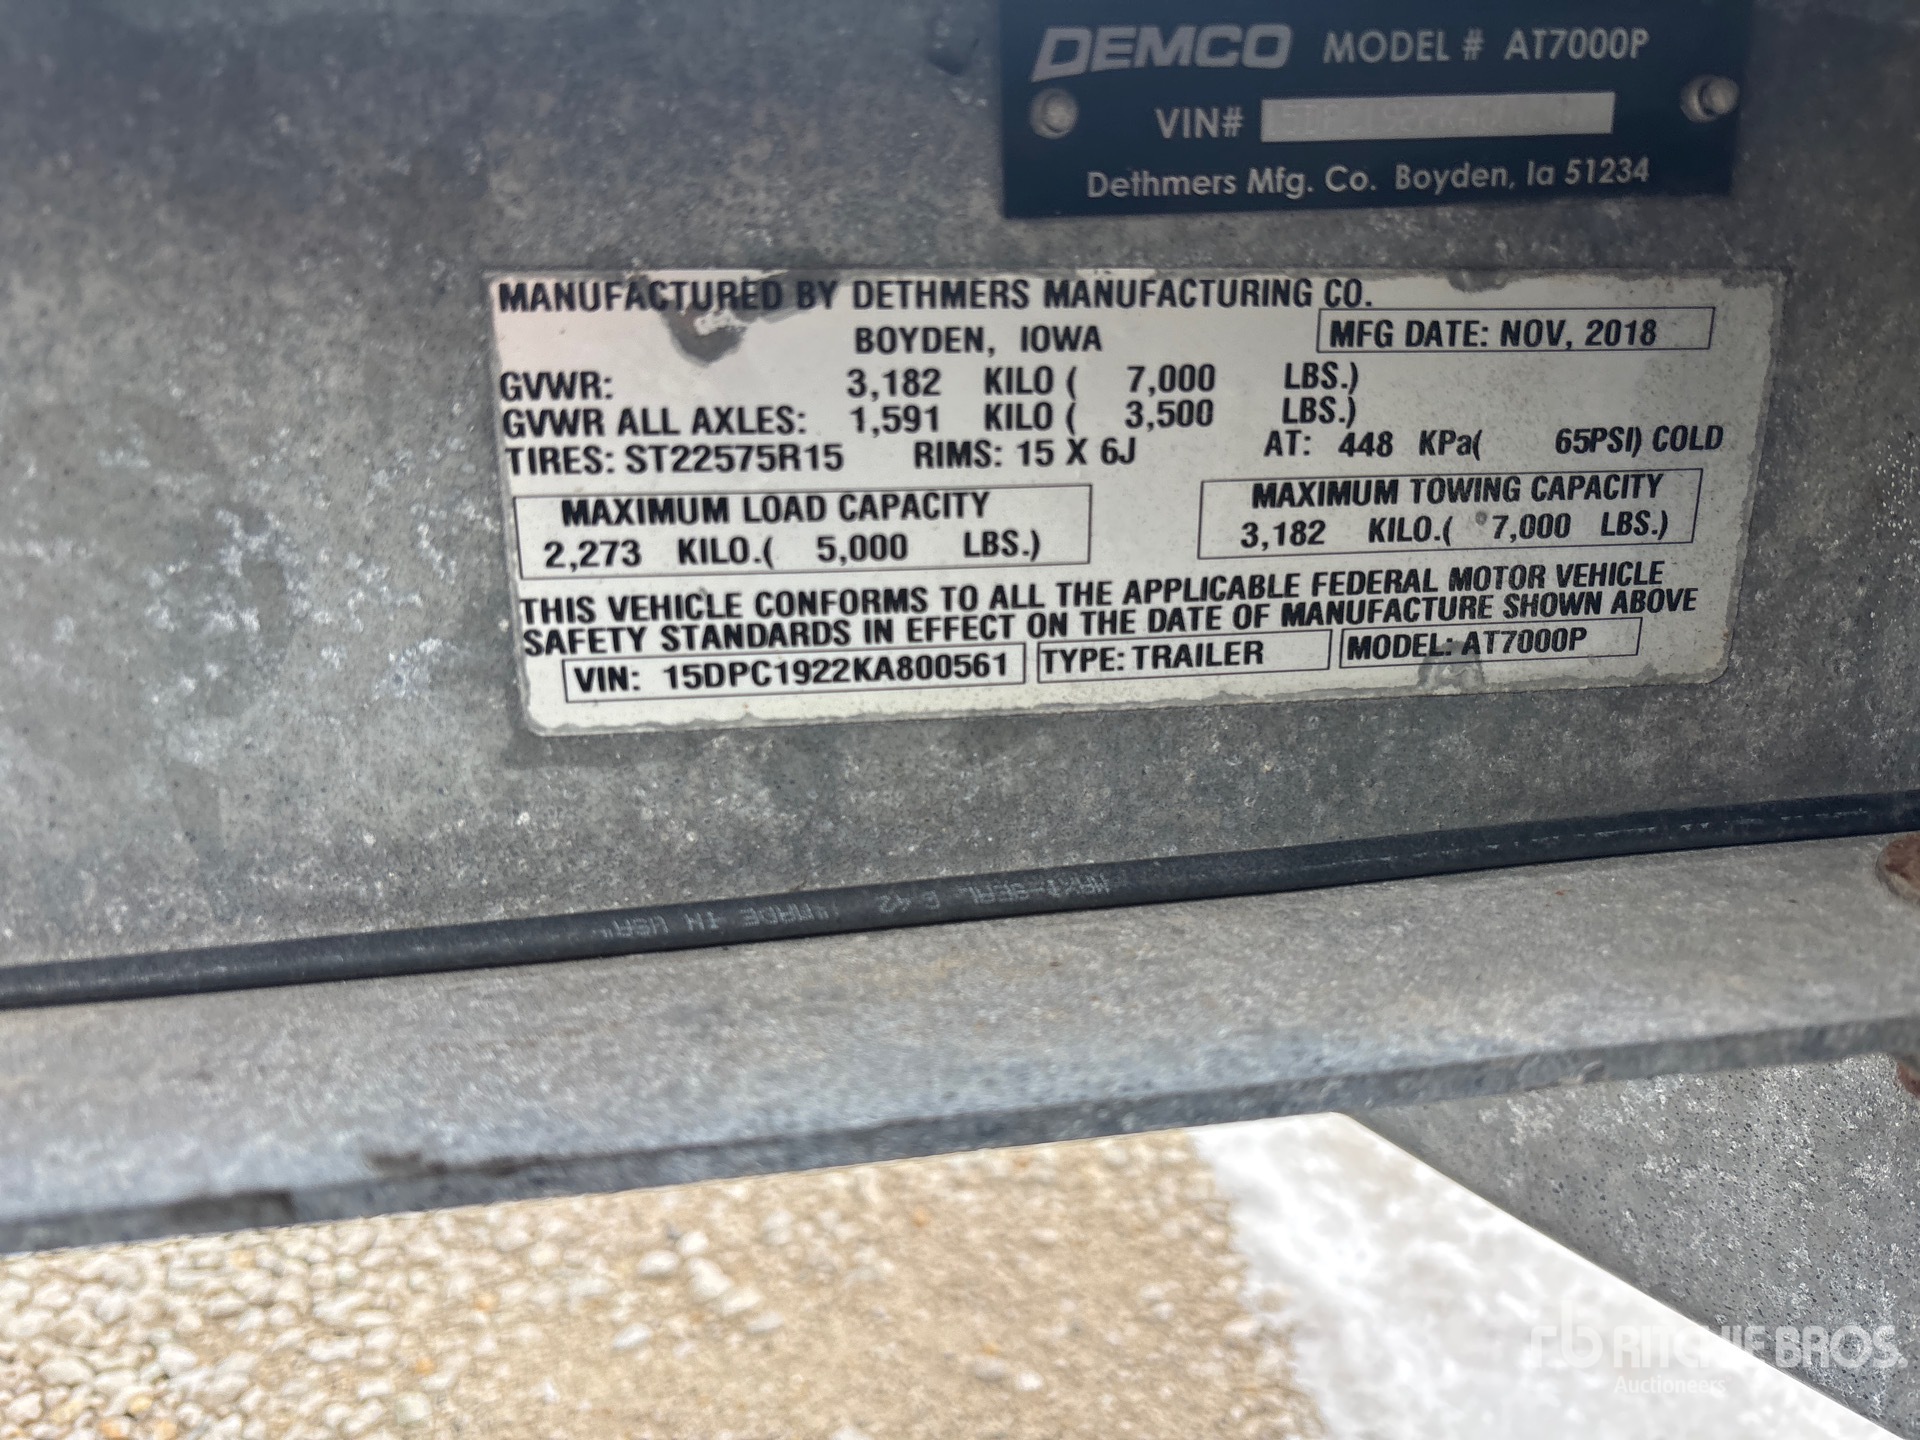 DEMCO MODEL # AT7000P
VIN#
Dethmers Mfg. Co. Boyden, Ia 51234
MANUFACTURED BY DETHMERS MANUFACTURING CO.
BOYDEN, IOWA
MFG DATE: NOV, 2018
GVWR: 3,182 KILO ( 7,000 LBS.)
GVWR ALL AXLES: 1,591 KILO ( 3,500 LBS.)
TIRES: ST22575R15 RIMS: 15 X 6J AT: 448 KPa( 65PSI) COLD
MAXIMUM LOAD CAPACITY
2,273 KILO.( 5,000 LBS.)
MAXIMUM TOWING CAPACITY
3,182 KILO.( 7,000 LBS.)
THIS VEHICLE CONFORMS TO ALL THE APPLICABLE FEDERAL MOTOR VEHICLE
SAFETY STANDARDS IN EFFECT ON THE DATE OF MANUFACTURE SHOWN ABOVE
VIN: 15DPC1922KA800561 TYPE: TRAILER MODEL: AT7000P
"MADE IN USA"
rb RITCHIE BROS.
Auctioneers